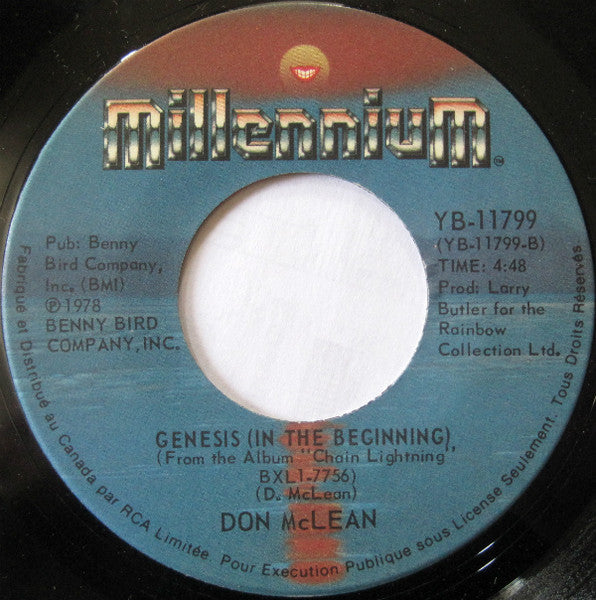 Millennium
TM
Pub: Benny
Bird Company,
Inc. (BMI)
℗1978
BENNY BIRD
COMPANY, INC.
YB-11799
(YB-11799-B)
TIME: 4:48
Prod: Larry
Butler for the
Rainbow
Collection Ltd.
GENESIS (IN THE BEGINNING)
(From the Album "Chain Lightning",
BXL1-7756)
(D. McLean)
DON McLEAN
Fabriqué et Distribué au Canada par RCA Limitée. Pour Execution Publique sous License Seulement. Tous Droits Réservés.